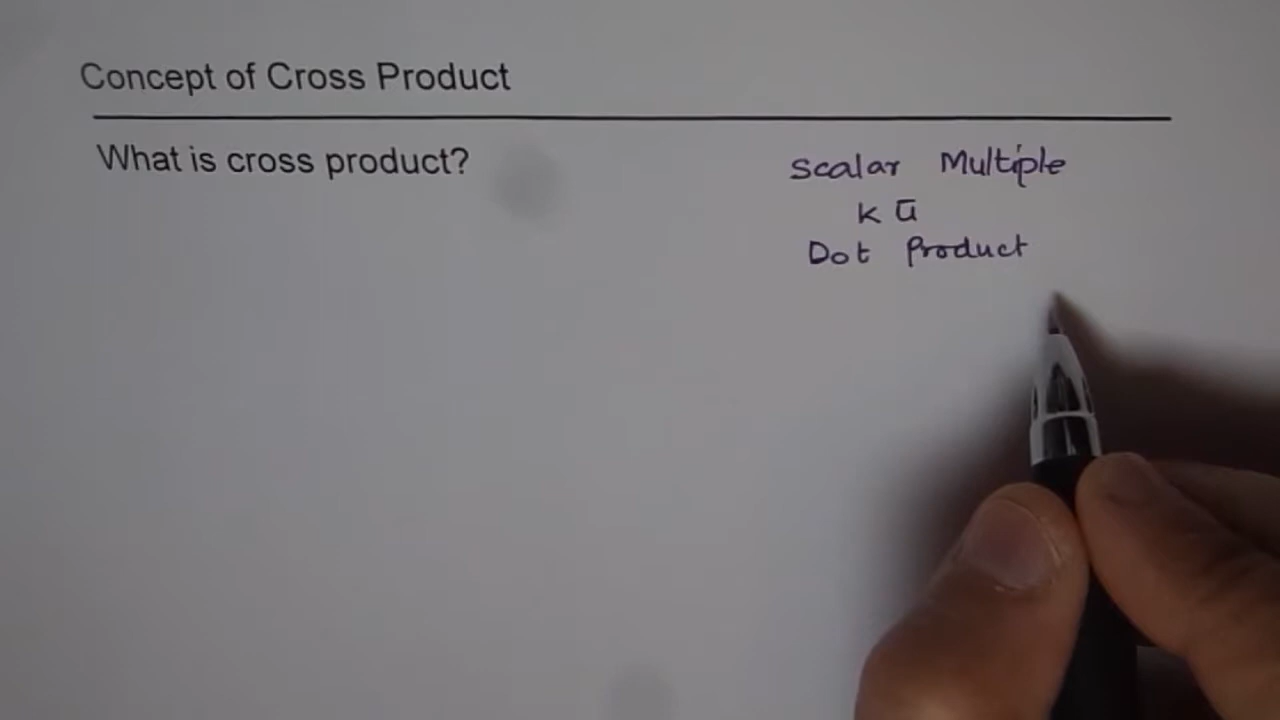 Concept of Cross Product
What is cross product?
Scalar Multiple
k ū
Dot Product